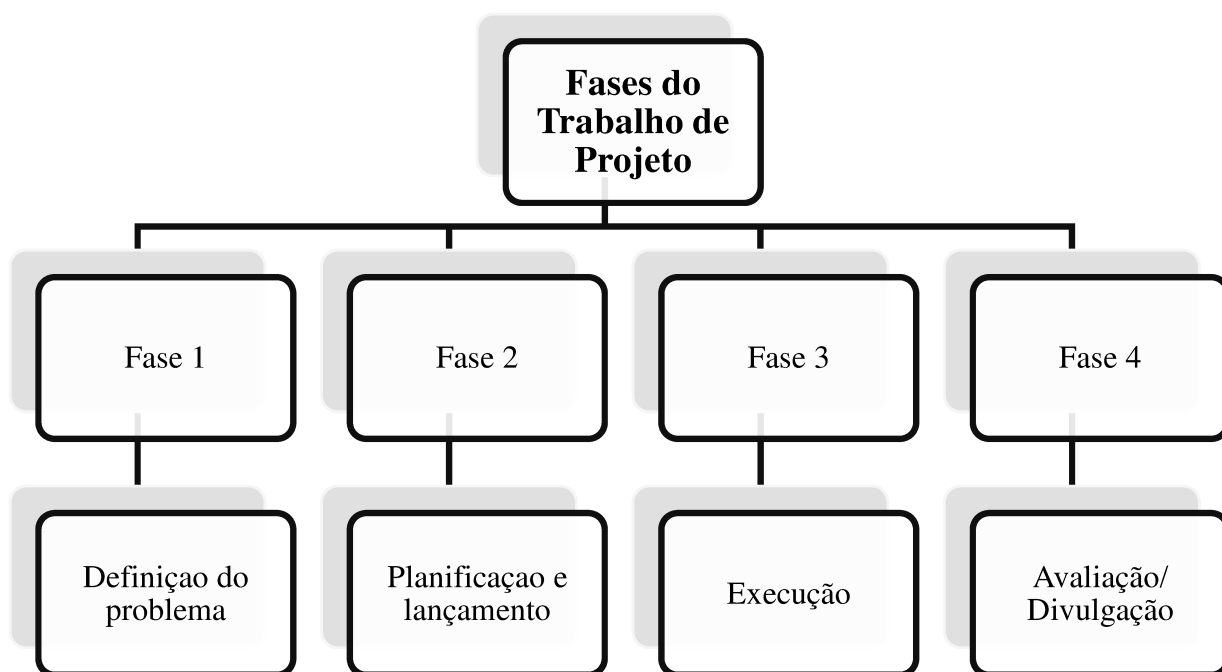 Fases do
Trabalho de
Projeto
Fase 1
Fase 2
Fase 3
Fase 4
Definiçao do
problema
Planificaçao e
lançamento
Execução
Avaliação/
Divulgação